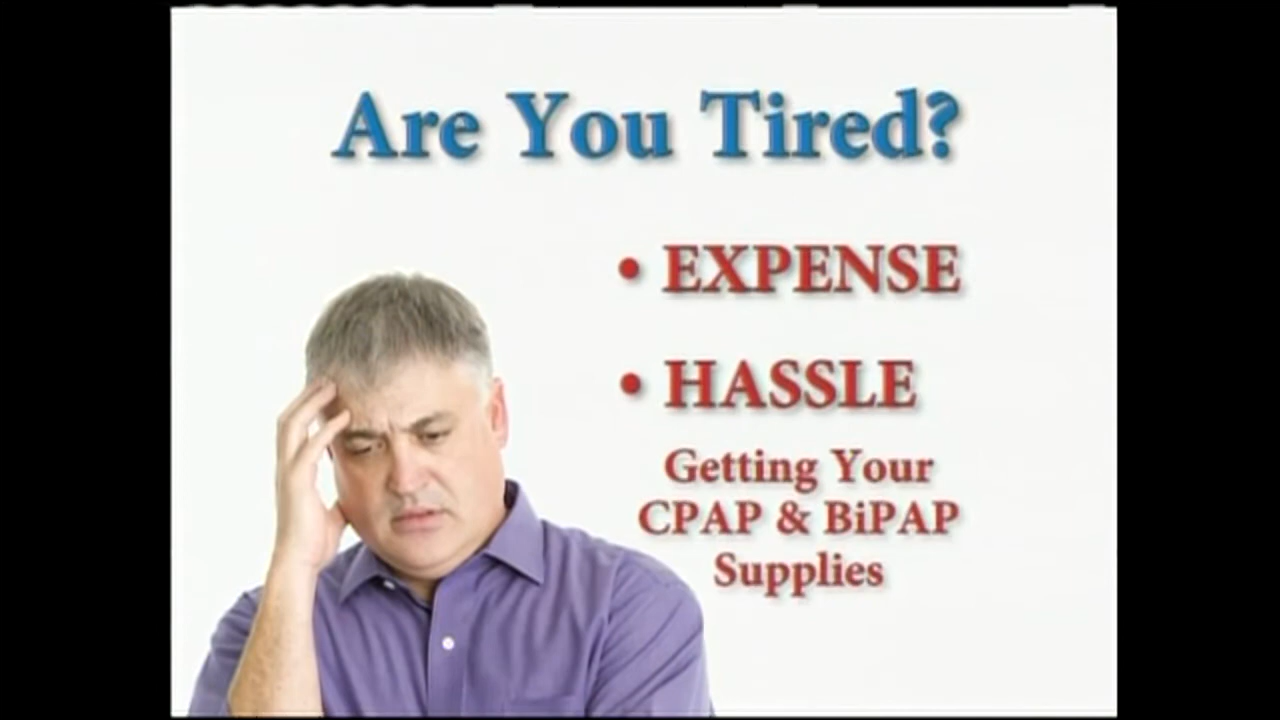 Are You Tired?
• EXPENSE
• HASSLE
Getting Your
CPAP & BiPAP
Supplies